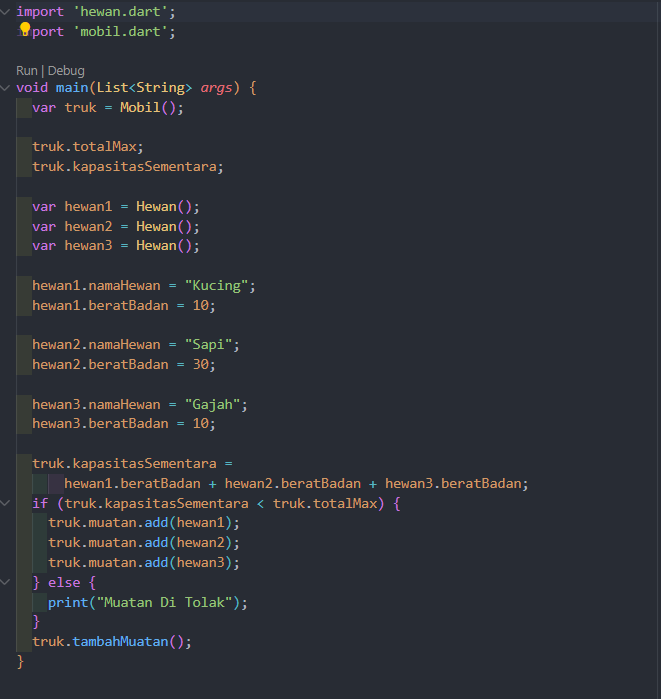 import 'hewan.dart';
import 'mobil.dart';
Run | Debug
void main(List<String> args) {
var truk = Mobil();
truk.totalMax;
truk.kapasitasSementara;
var hewan1 = Hewan();
var hewan2 = Hewan();
var hewan3 = Hewan();
hewan1.namaHewan = "Kucing";
hewan1.beratBadan = 10;
hewan2.namaHewan = "Sapi";
hewan2.beratBadan = 30;
hewan3.namaHewan = "Gajah";
hewan3.beratBadan = 10;
truk.kapasitasSementara =
hewan1.beratBadan + hewan2.beratBadan + hewan3.beratBadan;
if (truk.kapasitasSementara < truk.totalMax) {
truk.muatan.add(hewan1);
truk.muatan.add(hewan2);
truk.muatan.add(hewan3);
} else {
print("Muatan Di Tolak");
}
truk.tambahMuatan();
}